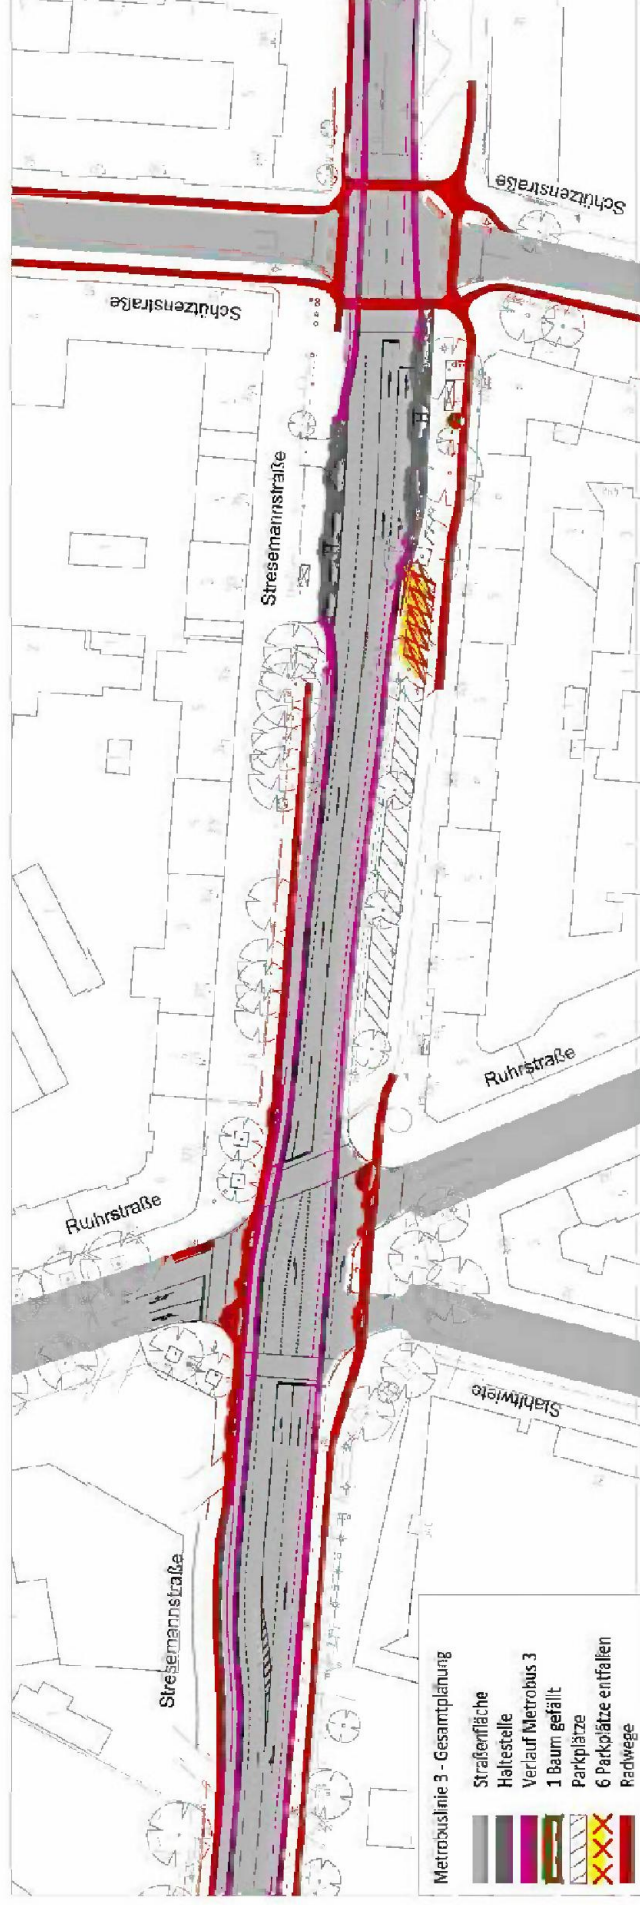 Schützenstraße
Schützenstraße
Stresemannstraße
Ruhrstraße
Ruhrstraße
Stahltwiete
Stresemannstraße
Metrobuslinie 3 - Gesamtplanung
Straßenfläche
Haltestelle
Verlauf Metrobus 3
1 Baum gefällt
Parkplätze
6 Parkplätze entfallen
Radwege